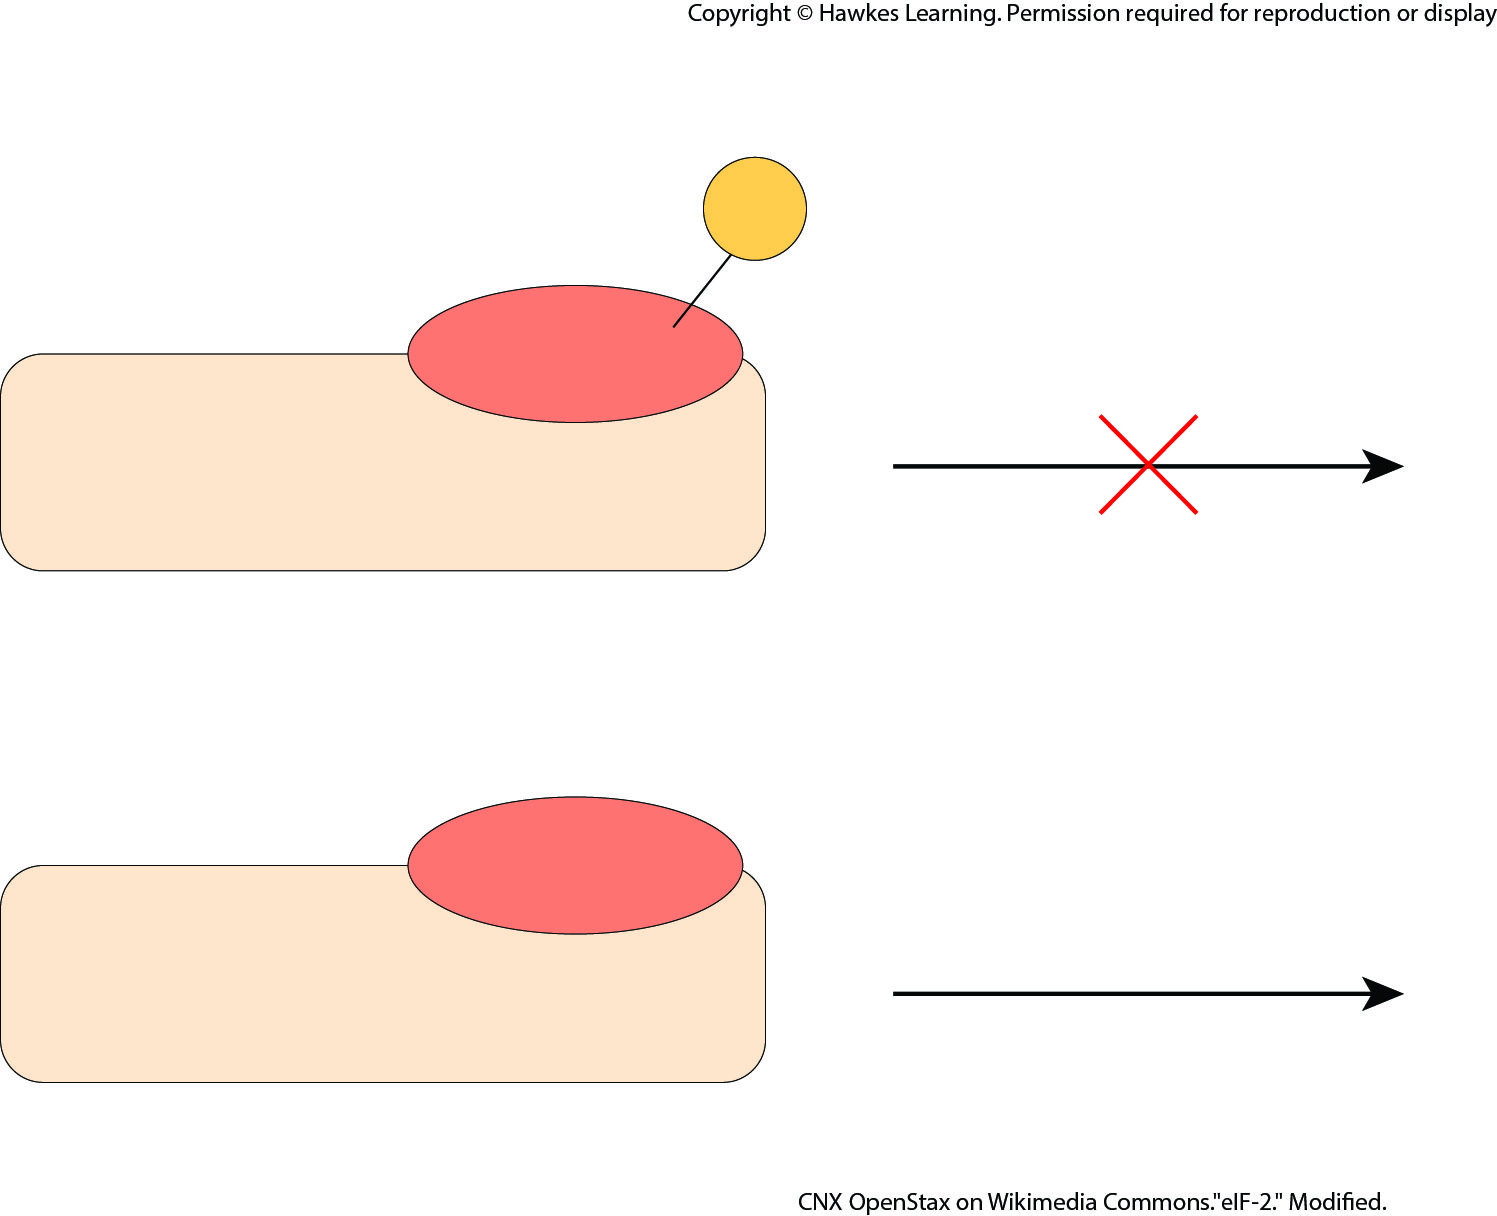 Copyright © Hawkes Learning. Permission required for reproduction or display
CNX OpenStax on Wikimedia Commons."eIF-2." Modified.